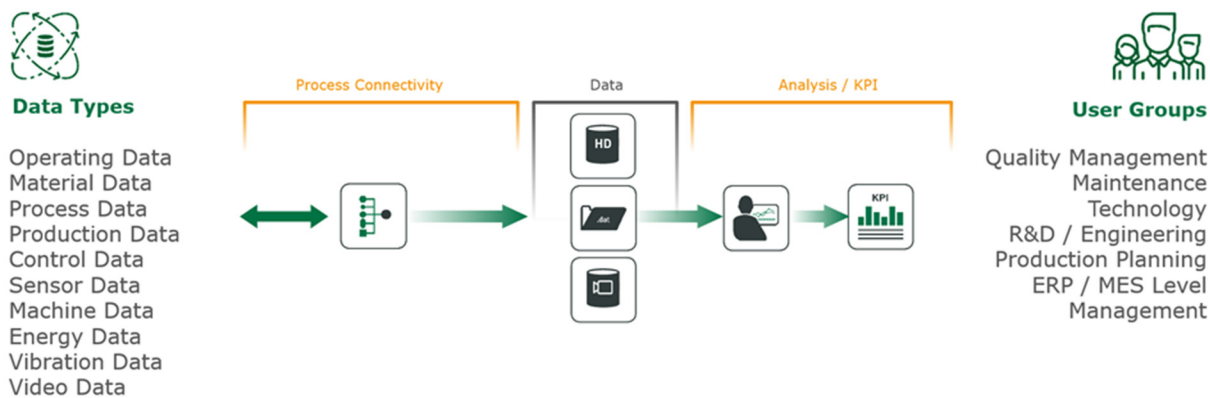 Data Types
Operating Data
Material Data
Process Data
Production Data
Control Data
Sensor Data
Machine Data
Energy Data
Vibration Data
Video Data
Process Connectivity
Data
HD
.dat
Analysis / KPI
KPI
User Groups
Quality Management
Maintenance
Technology
R&D / Engineering
Production Planning
ERP / MES Level
Management